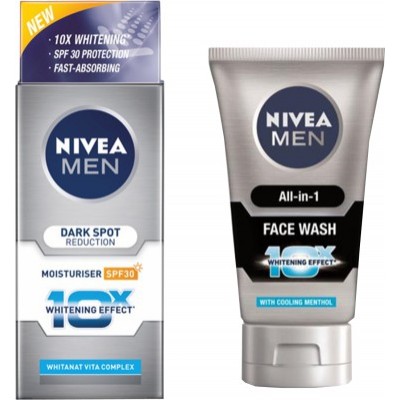 NEW
• 10X WHITENING
• SPF 30 PROTECTION
• FAST-ABSORBING
NIVEA
MEN
DARK SPOT
REDUCTION
MOISTURISER SPF30
10X
WHITENING EFFECT*
WHITANAT VITA COMPLEX
NIVEA
MEN
All-in-1
FACE WASH
10X
WHITENING EFFECT*
WITH COOLING MENTHOL